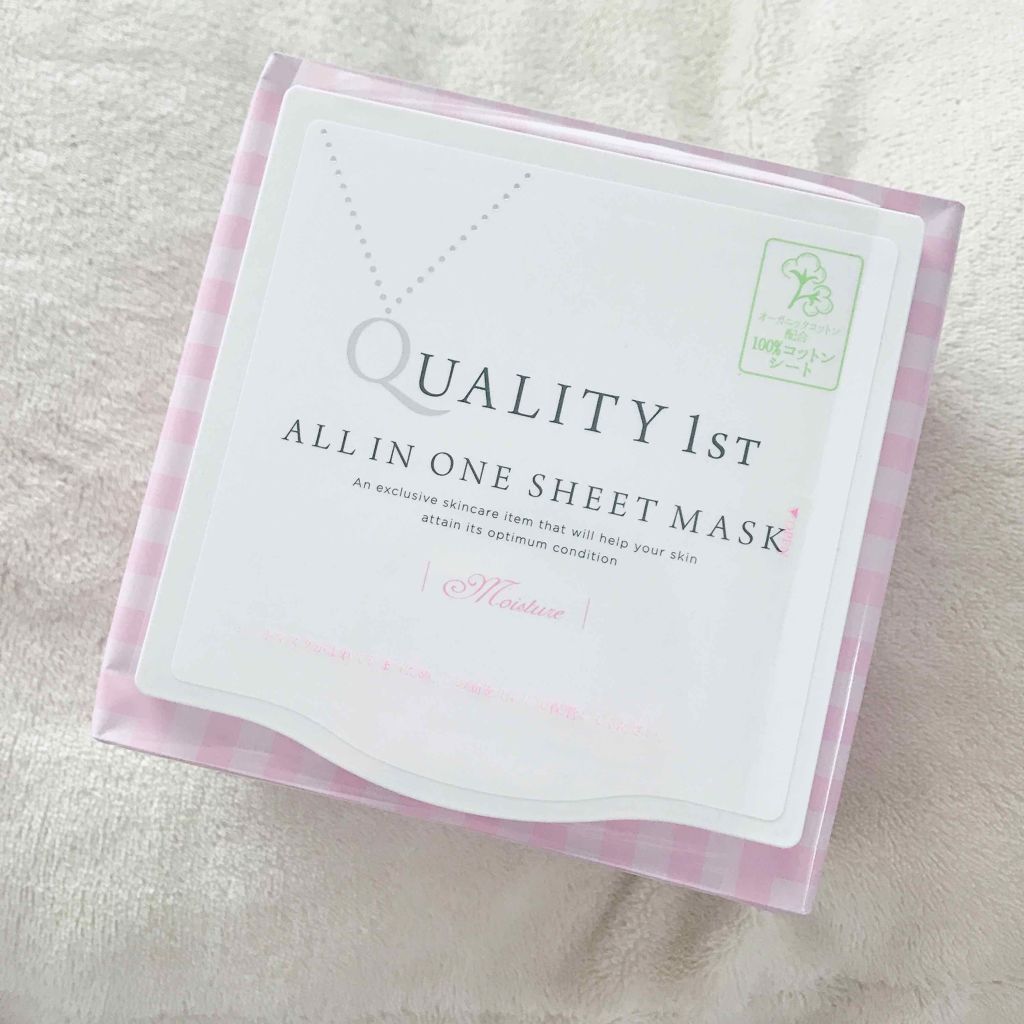 オーガニックコットン
配合
100%コットン
シート
QUALITY 1ST
ALL IN ONE SHEET MASK
An exclusive skincare item that will help your skin
attain its optimum condition
Moisture